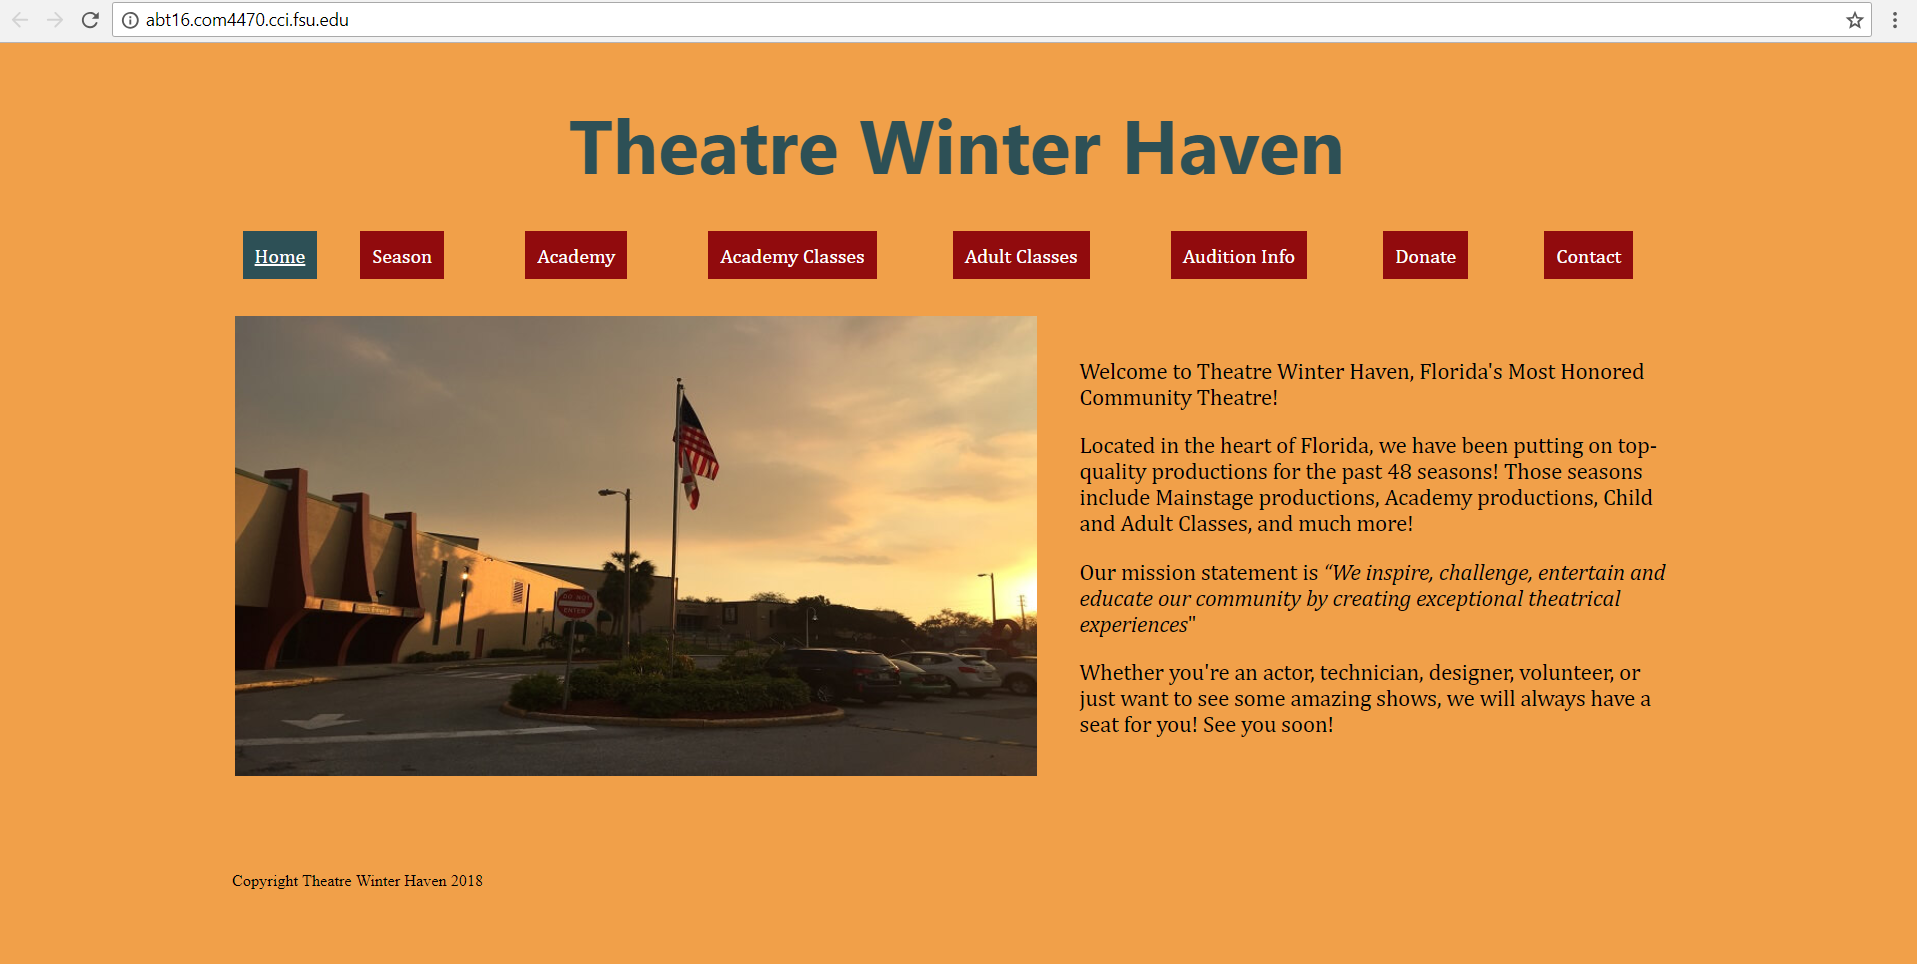 abt16.com4470.cci.fsu.edu
Theatre Winter Haven
Home Season Academy Academy Classes Adult Classes Audition Info Donate Contact
DO NOT
ENTER
Welcome to Theatre Winter Haven, Florida's Most Honored
Community Theatre!
Located in the heart of Florida, we have been putting on top-
quality productions for the past 48 seasons! Those seasons
include Mainstage productions, Academy productions, Child
and Adult Classes, and much more!
Our mission statement is “We inspire, challenge, entertain and
educate our community by creating exceptional theatrical
experiences"
Whether you're an actor, technician, designer, volunteer, or
just want to see some amazing shows, we will always have a
seat for you! See you soon!
Copyright Theatre Winter Haven 2018